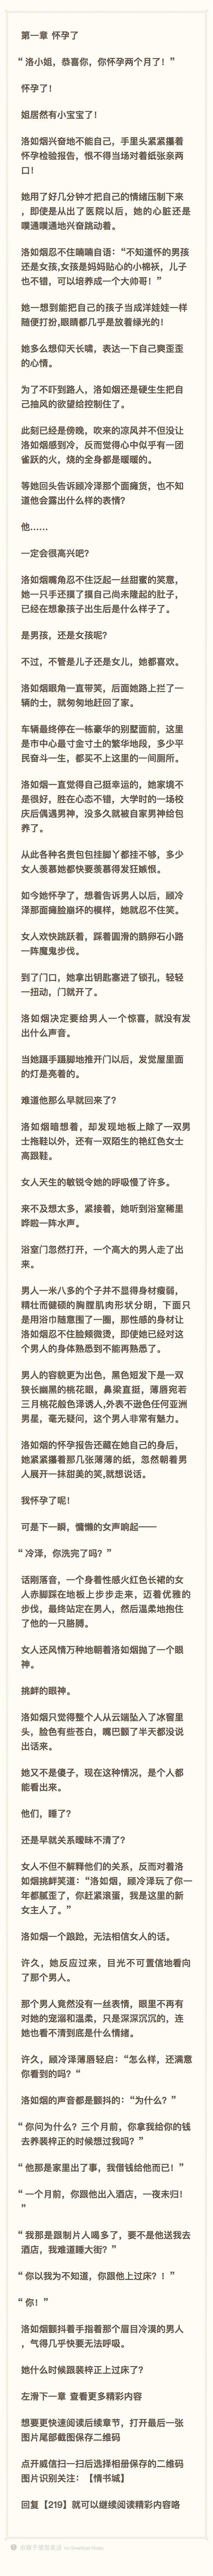 第一章 怀孕了
“ 洛小姐，恭喜你，你怀孕两个月了！”
怀孕了！
姐居然有小宝宝了！
洛如烟兴奋地不能自己，手里头紧紧攥着
怀孕检验报告，恨不得当场对着纸张亲两
口！
她用了好几分钟才把自己的情绪压制下来
，即使是从出了医院以后，她的心脏还是
噗通噗通地兴奋跳动着。
洛如烟忍不住喃喃自语：“不知道怀的男孩
还是女孩,女孩是妈妈贴心的小棉袄，儿子
也不错，可以培养成一个大帅哥！”
她一想到能把自己的孩子当成洋娃娃一样
随便打扮,眼睛都几乎是放着绿光的！
她多么想仰天长啸，表达一下自己爽歪歪
的心情。
为了不吓到路人，洛如烟还是硬生生把自
己抽风的欲望给控制住了。
此刻已经是傍晚，吹来的凉风并不但没让
洛如烟感到冷，反而觉得心中似乎有一团
雀跃的火，烧的全身都是暖暖的。
等她回头告诉顾冷泽那个面瘫货，也不知
道他会露出什么样的表情？
他……
一定会很高兴吧？
洛如烟嘴角忍不住泛起一丝甜蜜的笑意，
她一只手还摸了摸自己尚未隆起的肚子，
已经在想象孩子出生后是什么样子了。
是男孩，还是女孩呢？
不过，不管是儿子还是女儿，她都喜欢。
洛如烟眼角一直带笑，后面她路上拦了一
辆的士，就匆匆地赶回了家。
车辆最终停在一栋豪华的别墅面前，这里
是市中心最寸金寸土的繁华地段，多少平
民奋斗一生，都买不上这里的一间厕所。
洛如烟一直觉得自己挺幸运的，她家境不
是很好，胜在心态不错，大学时的一场校
庆后偶遇男神，没多久就被自家男神给包
养了。
从此各种名贵包包挂脚丫都挂不够，多少
女人羡慕她都快要羡慕得发狂嫉恨。
如今她怀孕了，想着告诉男人以后，顾冷
泽那面瘫脸崩坏的模样，她就忍不住笑。
女人欢快跳跃着，踩着圆滑的鹅卵石小路
一阵魔鬼步伐。
到了门口，她拿出钥匙塞进了锁孔，轻轻
一扭动，门就开了。
洛如烟决定要给男人一个惊喜，就没有发
出什么声音。
当她蹑手蹑脚地推开门以后，发觉屋里面
的灯是亮着的。
难道他那么早就回来了？
洛如烟暗想着，却发现地板上除了一双男
士拖鞋以外，还有一双陌生的艳红色女士
高跟鞋。
女人天生的敏锐令她的呼吸慢了许多。
来不及想太多，紧接着，她听到浴室稀里
哗啦一阵水声。
浴室门忽然打开，一个高大的男人走了出
来。
男人一米八多的个子并不显得身材瘦弱，
精壮而健硕的胸膛肌肉形状分明，下面只
是用浴巾随意围了一圈，那性感的身材让
洛如烟忍不住脸颊微烫，即使她已经对这
个男人的身体熟悉到不能再熟悉了。
男人的容貌更为出色，黑色短发下是一双
狭长幽黑的桃花眼，鼻梁直挺，薄唇宛若
三月桃花般色泽诱人,外表不逊色任何亚洲
男星，毫无疑问，这个男人非常有魅力。
洛如烟的怀孕报告还藏在她自己的身后，
她紧紧攥着那几张薄薄的纸，忽然朝着男
人展开一抹甜美的笑,就想说话。
我怀孕了呢！
可是下一瞬，慵懒的女声响起——
“ 冷泽，你洗完了吗？”
话刚落音，一个身着性感火红色长裙的女
人赤脚踩在地板上步步走来，迈着优雅的
步伐，最终站定在男人，然后温柔地抱住
了他的一只胳膊。
女人还风情万种地朝着洛如烟抛了一个眼
神。
挑衅的眼神。
洛如烟只觉得整个人从云端坠入了冰窖里
头，脸色有些苍白，嘴巴颤了半天都没说
出话来。
她又不是傻子，现在这种情况，是个人都
能看出来。
他们，睡了？
还是早就关系暧昧不清了？
女人不但不解释他们的关系，反而对着洛
如烟挑衅笑道：“洛如烟，顾冷泽玩了你一
年都腻歪了，你赶紧滚蛋，我是这里的新
女主人了。”
洛如烟一个踉跄，无法相信女人的话。
许久，她反应过来，目光不可置信地看向
了那个男人。
那个男人竟然没有一丝表情，眼里不再有
对她的宠溺和温柔，只是深深沉沉的，连
她也看不清到底是什么情绪。
许久，顾冷泽薄唇轻启：“怎么样，还满意
你看到的吗？“
洛如烟的声音都是颤抖的：“为什么？”
“ 你问为什么？三个月前，你拿我给你的钱
去养裴梓正的时候想过我吗？”
“ 他那是家里出了事，我借钱给他而已！”
“ 一个月前，你跟他出入酒店，一夜未归！
”
“ 我那是跟制片人喝多了，要不是他送我去
酒店，我难道睡大街？”
“ 你以我为不知道，你跟他上过床？！”
“ 你！”
洛如烟颤抖着手指着那个眉目冷漠的男人
，气得几乎快要无法呼吸。
她什么时候跟裴梓正上过床了？
左滑下一章 查看更多精彩内容
想要更快速阅读后续章节，打开最后一张
图片尾部截图保存二维码
点开威信扫一扫后选择相册保存的二维码
图片识别关注：【情书城】
回复【219】就可以继续阅读精彩内容咯
由锤子便签发送 via Smartisan Notes